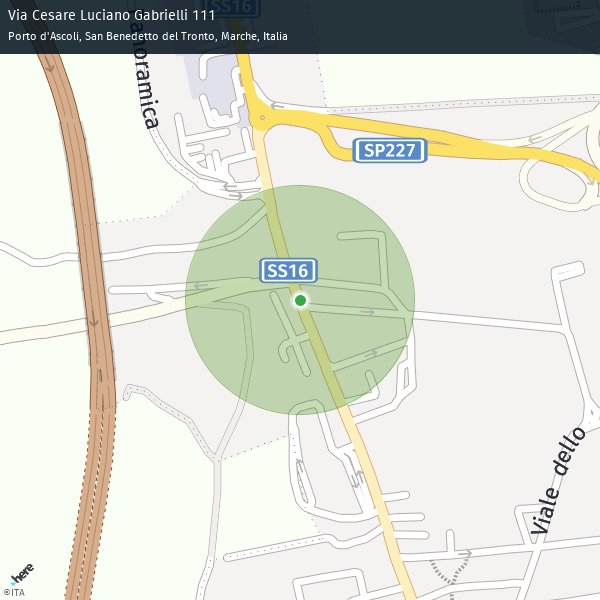 Via Cesare Luciano Gabrielli 111
Porto d'Ascoli, San Benedetto del Tronto, Marche, Italia
SS16
SP227
SS16
Viale dello
here
©ITA